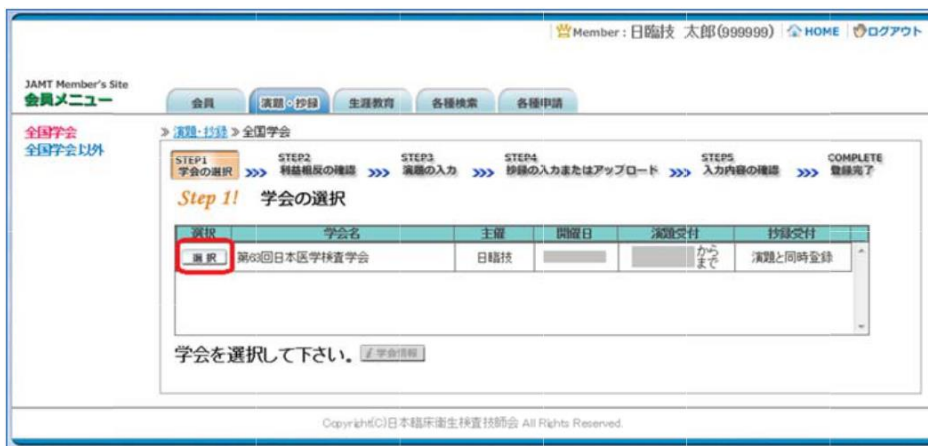 Member : 日臨技 太郎(999999) HOME ログアウト
JAMT Member's Site
会員メニュー
会員 演題・抄録 生涯教育 各種検索 各種申請
全国学会
全国学会以外
≫ 演題・抄録 ≫ 全国学会
STEP1 STEP2 STEP3 STEP4 STEP5 COMPLETE
学会の選択 >>> 利益相反の確認 >>> 演題の入力 >>> 抄録の入力またはアップロード >>> 入力内容の確認 >>> 登録完了
Step 1! 学会の選択
選択 学会名 主催 開催日 演題受付 抄録受付
選択 第63回日本医学検査学会 日臨技 から 演題と同時登録
まで
学会を選択して下さい。 学会情報
Copyright(C)日本臨床衛生検査技師会 All Rights Reserved.